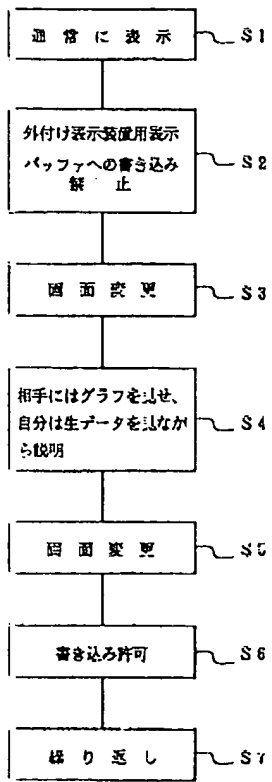 通常に表示
S1
外付け表示装置用表示
バッファへの書き込み
禁止
S2
画面変更
S3
相手にはグラフを見せ、
自分は生データを見なが
ら説明
S4
画面変更
S5
書き込み許可
S6
繰り返し
S7